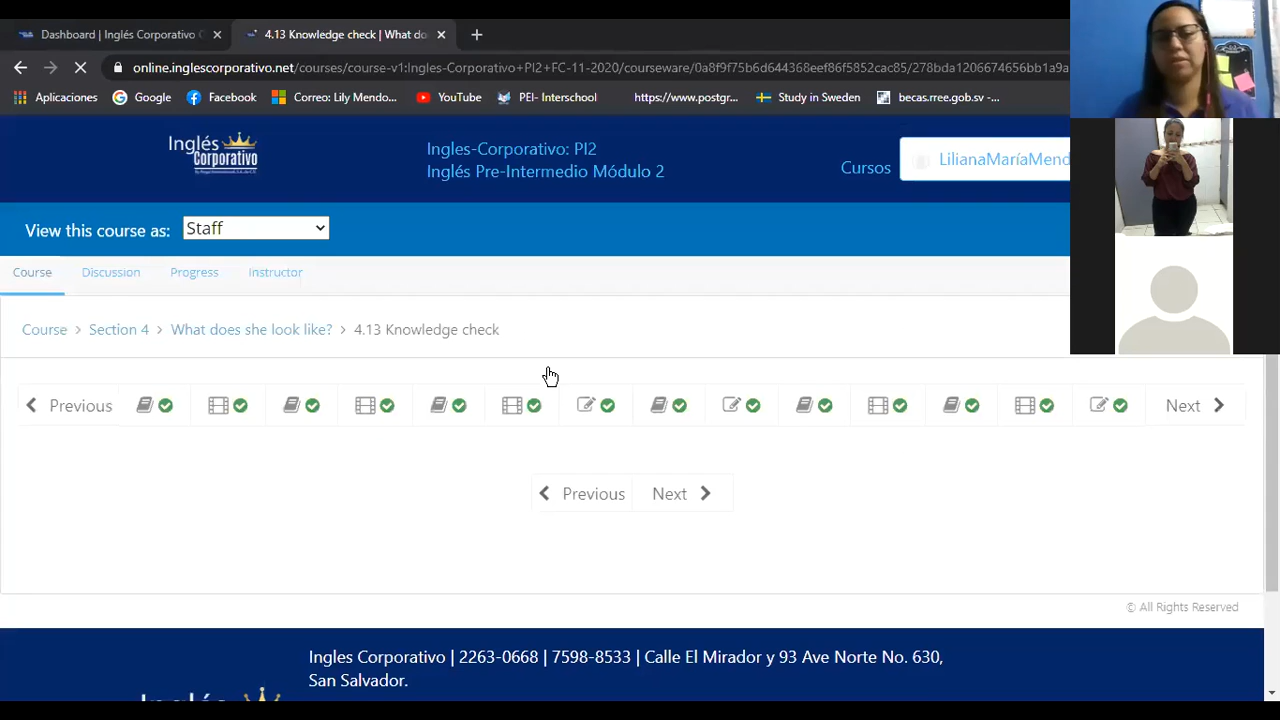 Dashboard | Inglés Corporativo
4.13 Knowledge check | What do
online.inglescorporativo.net/courses/course-v1:Ingles-Corporativo+PI2+FC-11-2020/courseware/0a8f9f75b6d644368eef86f5852cac85/278bda1206674656bb1a9a
Aplicaciones Google Facebook Correo: Lily Mendo... YouTube PEI- Interschool https://www.postgr... Study in Sweden becas.rree.gob.sv -...
Inglés
Corporativo
Ingles-Corporativo: PI2
Inglés Pre-Intermedio Módulo 2
Cursos
LilianaMaríaMend
View this course as: Staff
Course Discussion Progress Instructor
Course > Section 4 > What does she look like? > 4.13 Knowledge check
Previous Next
Previous Next
© All Rights Reserved
Ingles Corporativo | 2263-0668 | 7598-8533 | Calle El Mirador y 93 Ave Norte No. 630,
San Salvador.